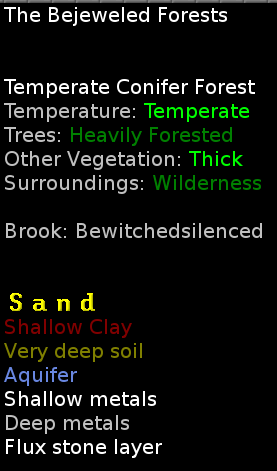 The Bejeweled Forests
Temperate Conifer Forest
Temperature: Temperate
Trees: Heavily Forested
Other Vegetation: Thick
Surroundings: Wilderness
Brook: Bewitchedsilenced
Sand
Shallow Clay
Very deep soil
Aquifer
Shallow metals
Deep metals
Flux stone layer